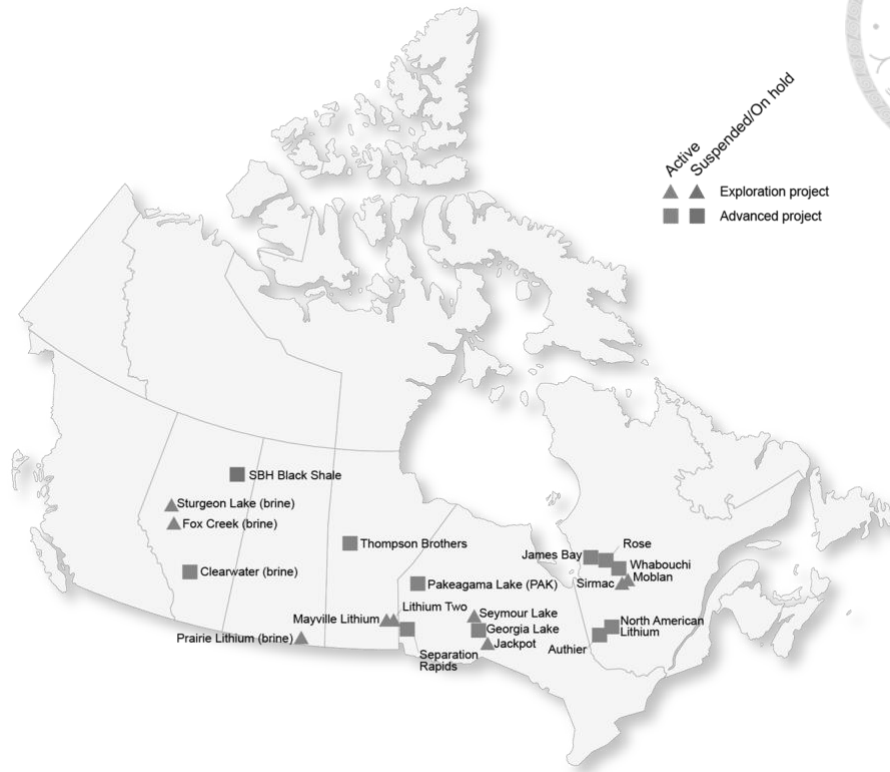 Active
Suspended/On hold
Exploration project
Advanced project
SBH Black Shale
Sturgeon Lake (brine)
Fox Creek (brine)
Clearwater (brine)
Thompson Brothers
Pakeagama Lake (PAK)
Mayville Lithium
Lithium Two
Prairie Lithium (brine)
Separation
Rapids
Seymour Lake
Georgia Lake
Jackpot
James Bay
Rose
Whabouchi
Moblan
Sirmac
North American
Lithium
Authier